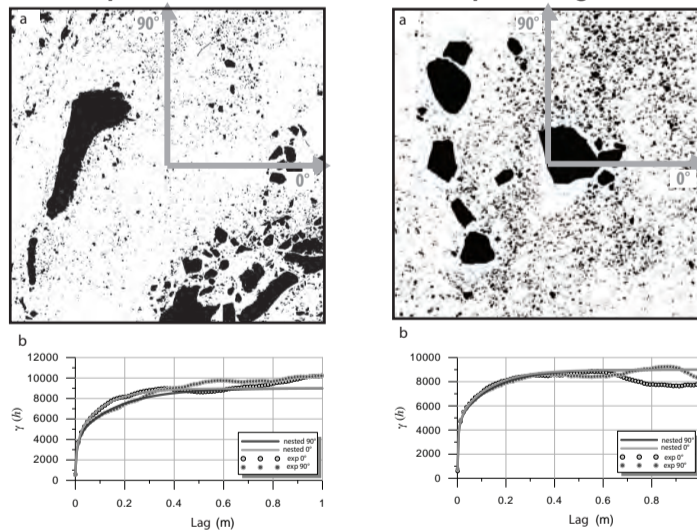 a
90°
0°
b
12000
10000
8000
6000
4000
2000
0
γ (h)
nested 90°
nested 0°
exp 0°
exp 90°
0
0.2
0.4
0.6
0.8
1
Lag (m)
a
90°
0°
b
10000
8000
6000
4000
2000
0
γ (h)
nested 90°
nested 0°
exp 0°
exp 90°
0
0.2
0.4
0.6
0.8
Lag (m)